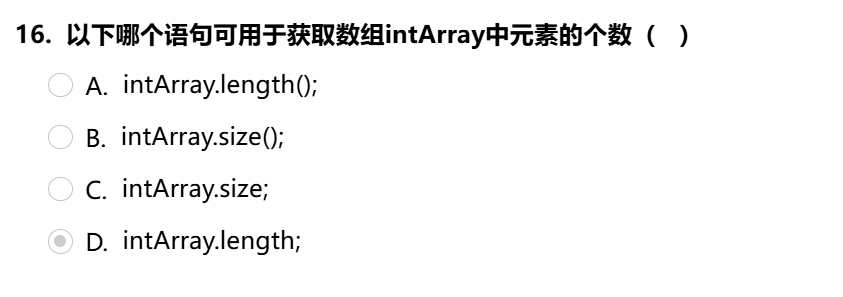 16. 以下哪个语句可用于获取数组intArray中元素的个数（  ）
A. intArray.length();
B. intArray.size();
C. intArray.size;
D. intArray.length;